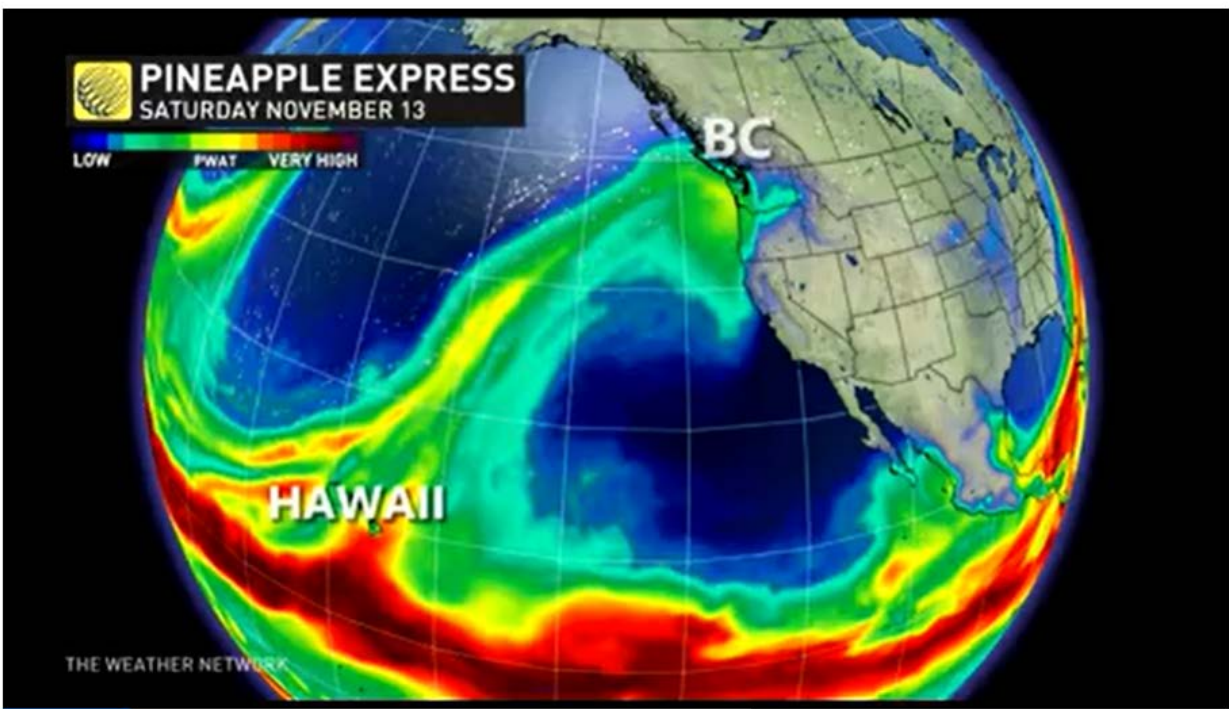 PINEAPPLE EXPRESS
SATURDAY NOVEMBER 13
LOW PWAT VERY HIGH
BC
HAWAII
THE WEATHER NETWORK